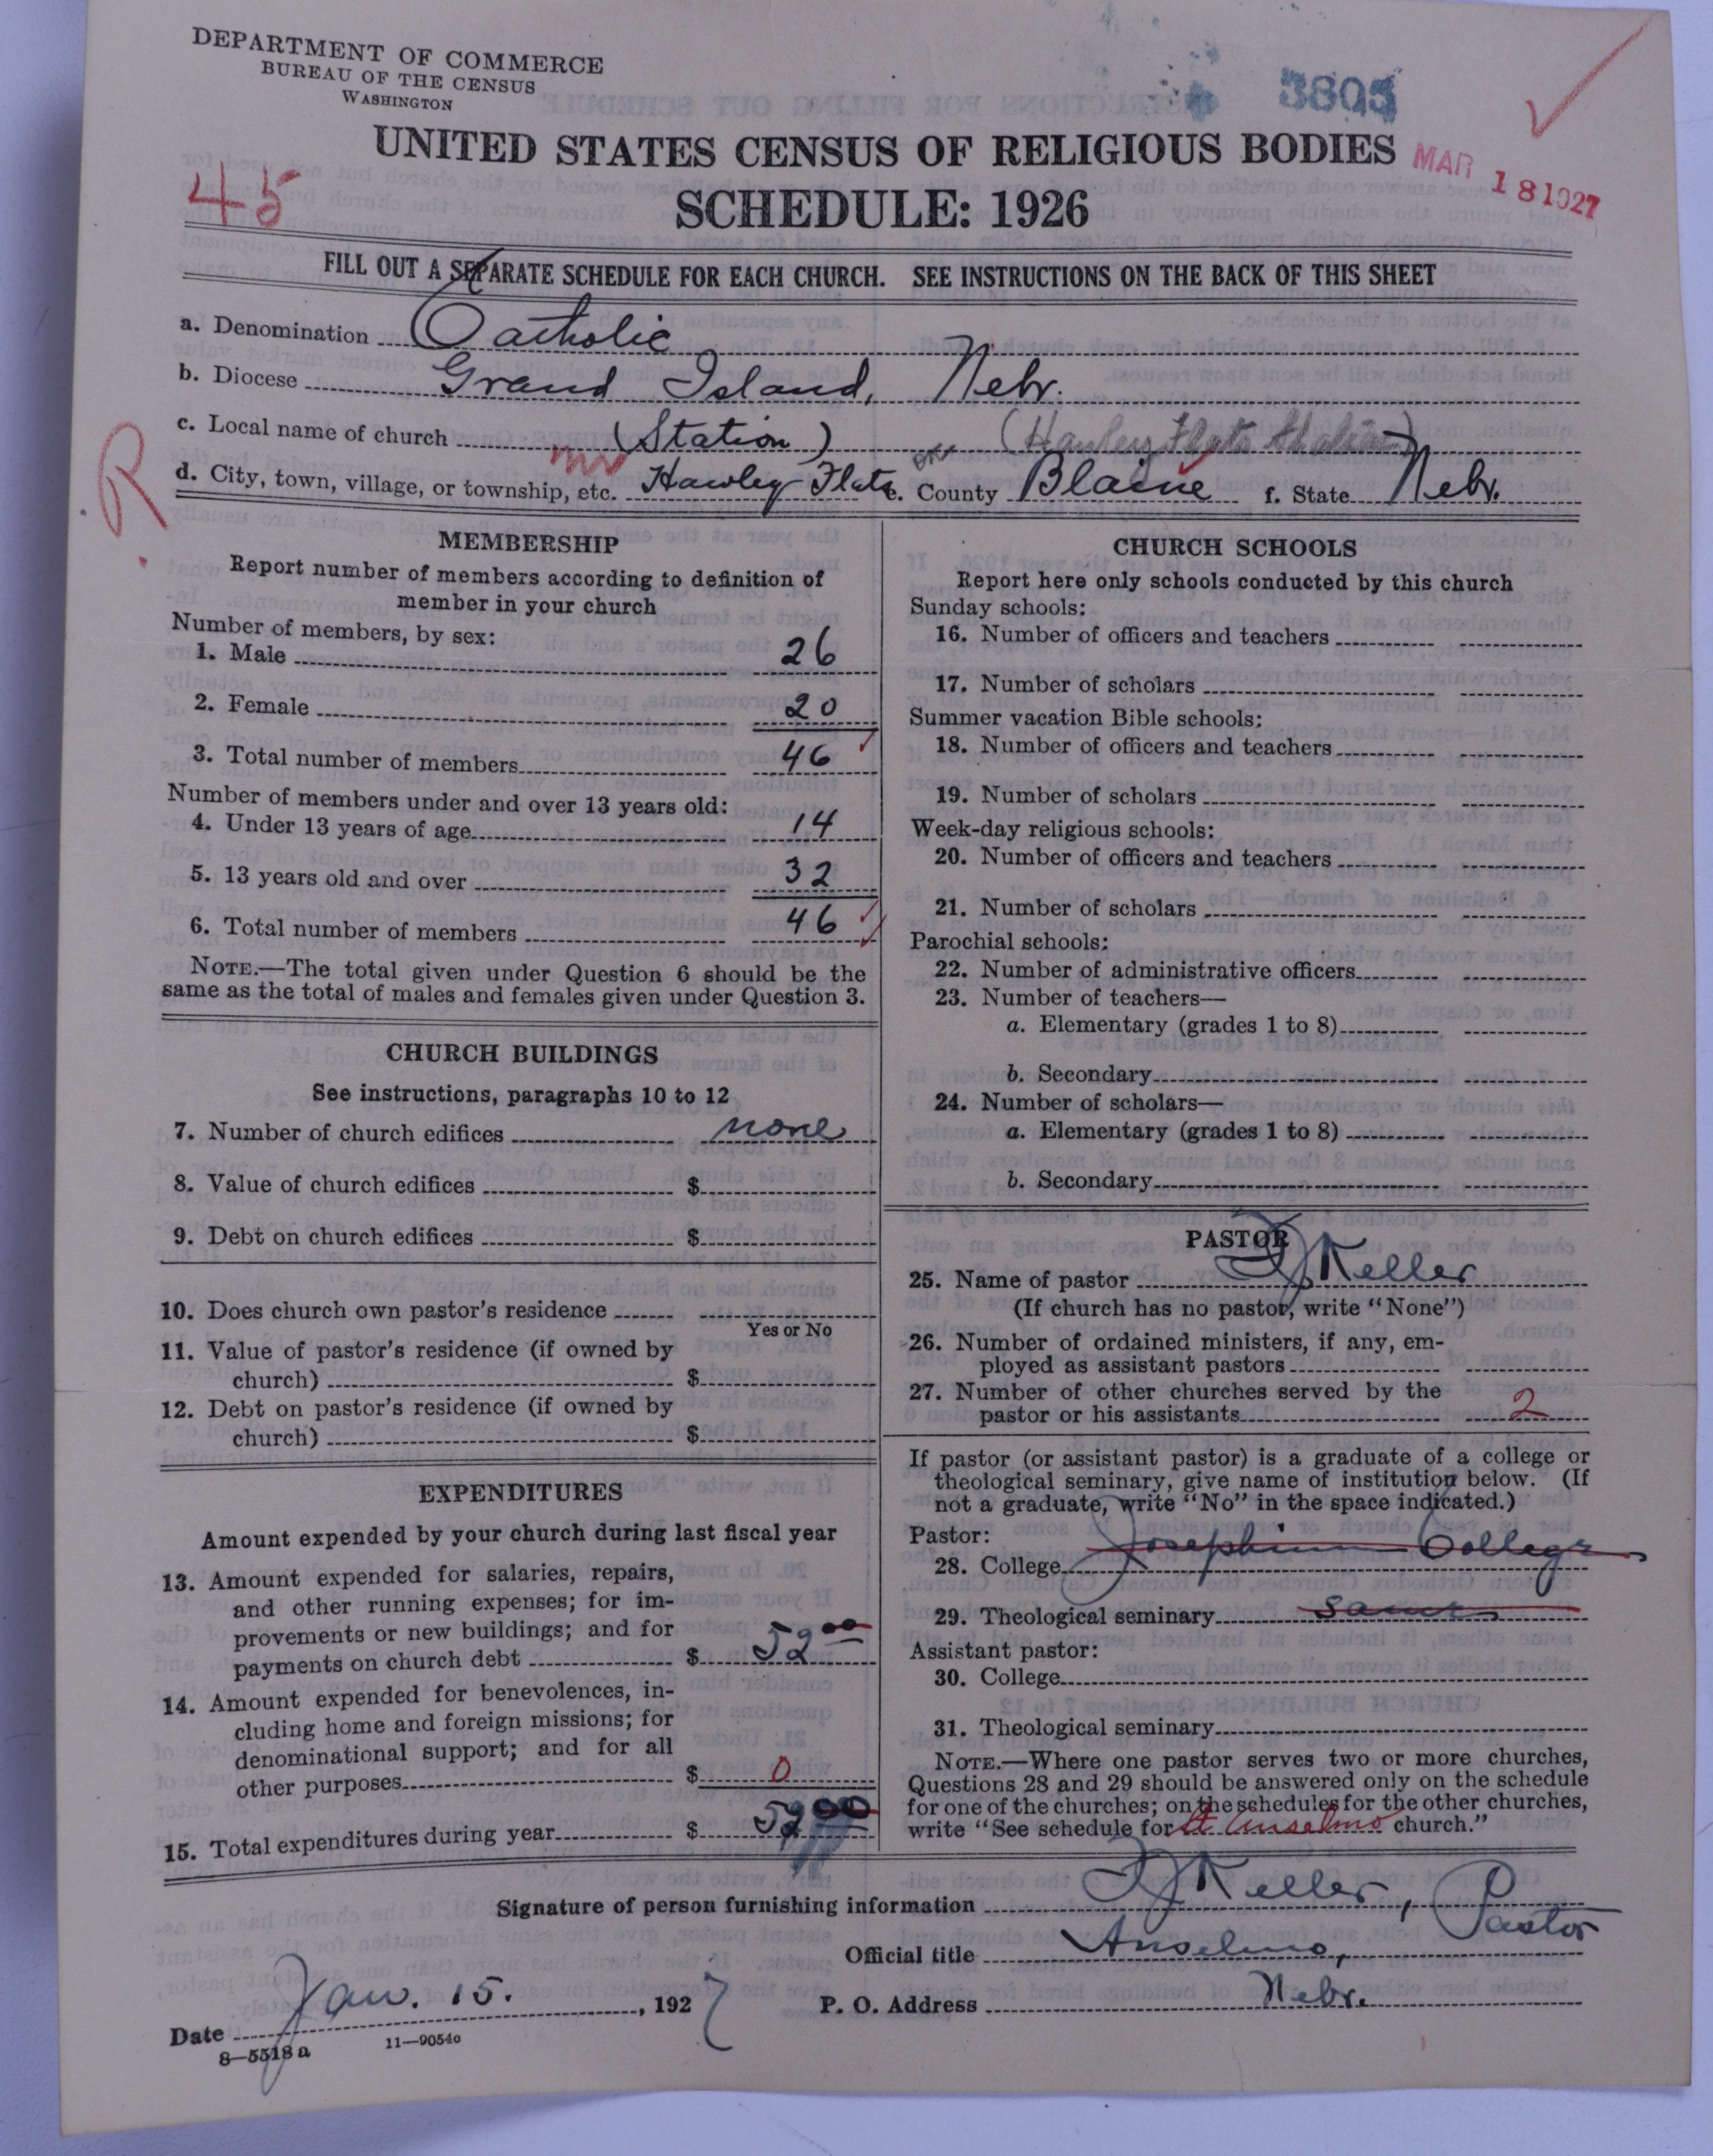 DEPARTMENT OF COMMERCE
BUREAU OF THE CENSUS
WASHINGTON
3805
UNITED STATES CENSUS OF RELIGIOUS BODIES
SCHEDULE: 1926
MAR 18 1927
45
FILL OUT A SEPARATE SCHEDULE FOR EACH CHURCH. SEE INSTRUCTIONS ON THE BACK OF THIS SHEET
a. Denomination Catholic
b. Diocese Grand Island, Nebr.
c. Local name of church (Station) (Hawley Flats Station)
R
d. City, town, village, or township, etc. Hawley Flats e. County Blaine f. State Nebr.
MEMBERSHIP
Report number of members according to definition of
member in your church
Number of members, by sex:
1. Male 26
2. Female 20
3. Total number of members 46
Number of members under and over 13 years old:
4. Under 13 years of age 14
5. 13 years old and over 32
6. Total number of members 46
NOTE.—The total given under Question 6 should be the
same as the total of males and females given under Question 3.
CHURCH BUILDINGS
See instructions, paragraphs 10 to 12
7. Number of church edifices none
8. Value of church edifices $
9. Debt on church edifices $
10. Does church own pastor's residence
Yes or No
11. Value of pastor's residence (if owned by
church) $
12. Debt on pastor's residence (if owned by
church) $
EXPENDITURES
Amount expended by your church during last fiscal year
13. Amount expended for salaries, repairs,
and other running expenses; for im-
provements or new buildings; and for
payments on church debt $ 52 00
14. Amount expended for benevolences, in-
cluding home and foreign missions; for
denominational support; and for all
other purposes $ 0
15. Total expenditures during year $ 52 00
CHURCH SCHOOLS
Report here only schools conducted by this church
Sunday schools:
16. Number of officers and teachers
17. Number of scholars
Summer vacation Bible schools:
18. Number of officers and teachers
19. Number of scholars
Week-day religious schools:
20. Number of officers and teachers
21. Number of scholars
Parochial schools:
22. Number of administrative officers
23. Number of teachers—
a. Elementary (grades 1 to 8)
b. Secondary
24. Number of scholars—
a. Elementary (grades 1 to 8)
b. Secondary
PASTOR
25. Name of pastor Keller
(If church has no pastor, write "None")
26. Number of ordained ministers, if any, em-
ployed as assistant pastors
27. Number of other churches served by the
pastor or his assistants 2
If pastor (or assistant pastor) is a graduate of a college or
theological seminary, give name of institution below. (If
not a graduate, write "No" in the space indicated.)
Pastor:
28. College Josephinum College
29. Theological seminary same
Assistant pastor:
30. College
31. Theological seminary
NOTE.—Where one pastor serves two or more churches,
Questions 28 and 29 should be answered only on the schedule
for one of the churches; on the schedules for the other churches,
write "See schedule for St Anselmo church."
Signature of person furnishing information Keller, Pastor
Official title Anselmo,
P. O. Address Nebr.
Date Jan. 15. , 1927
8—5518 a 11—9054a